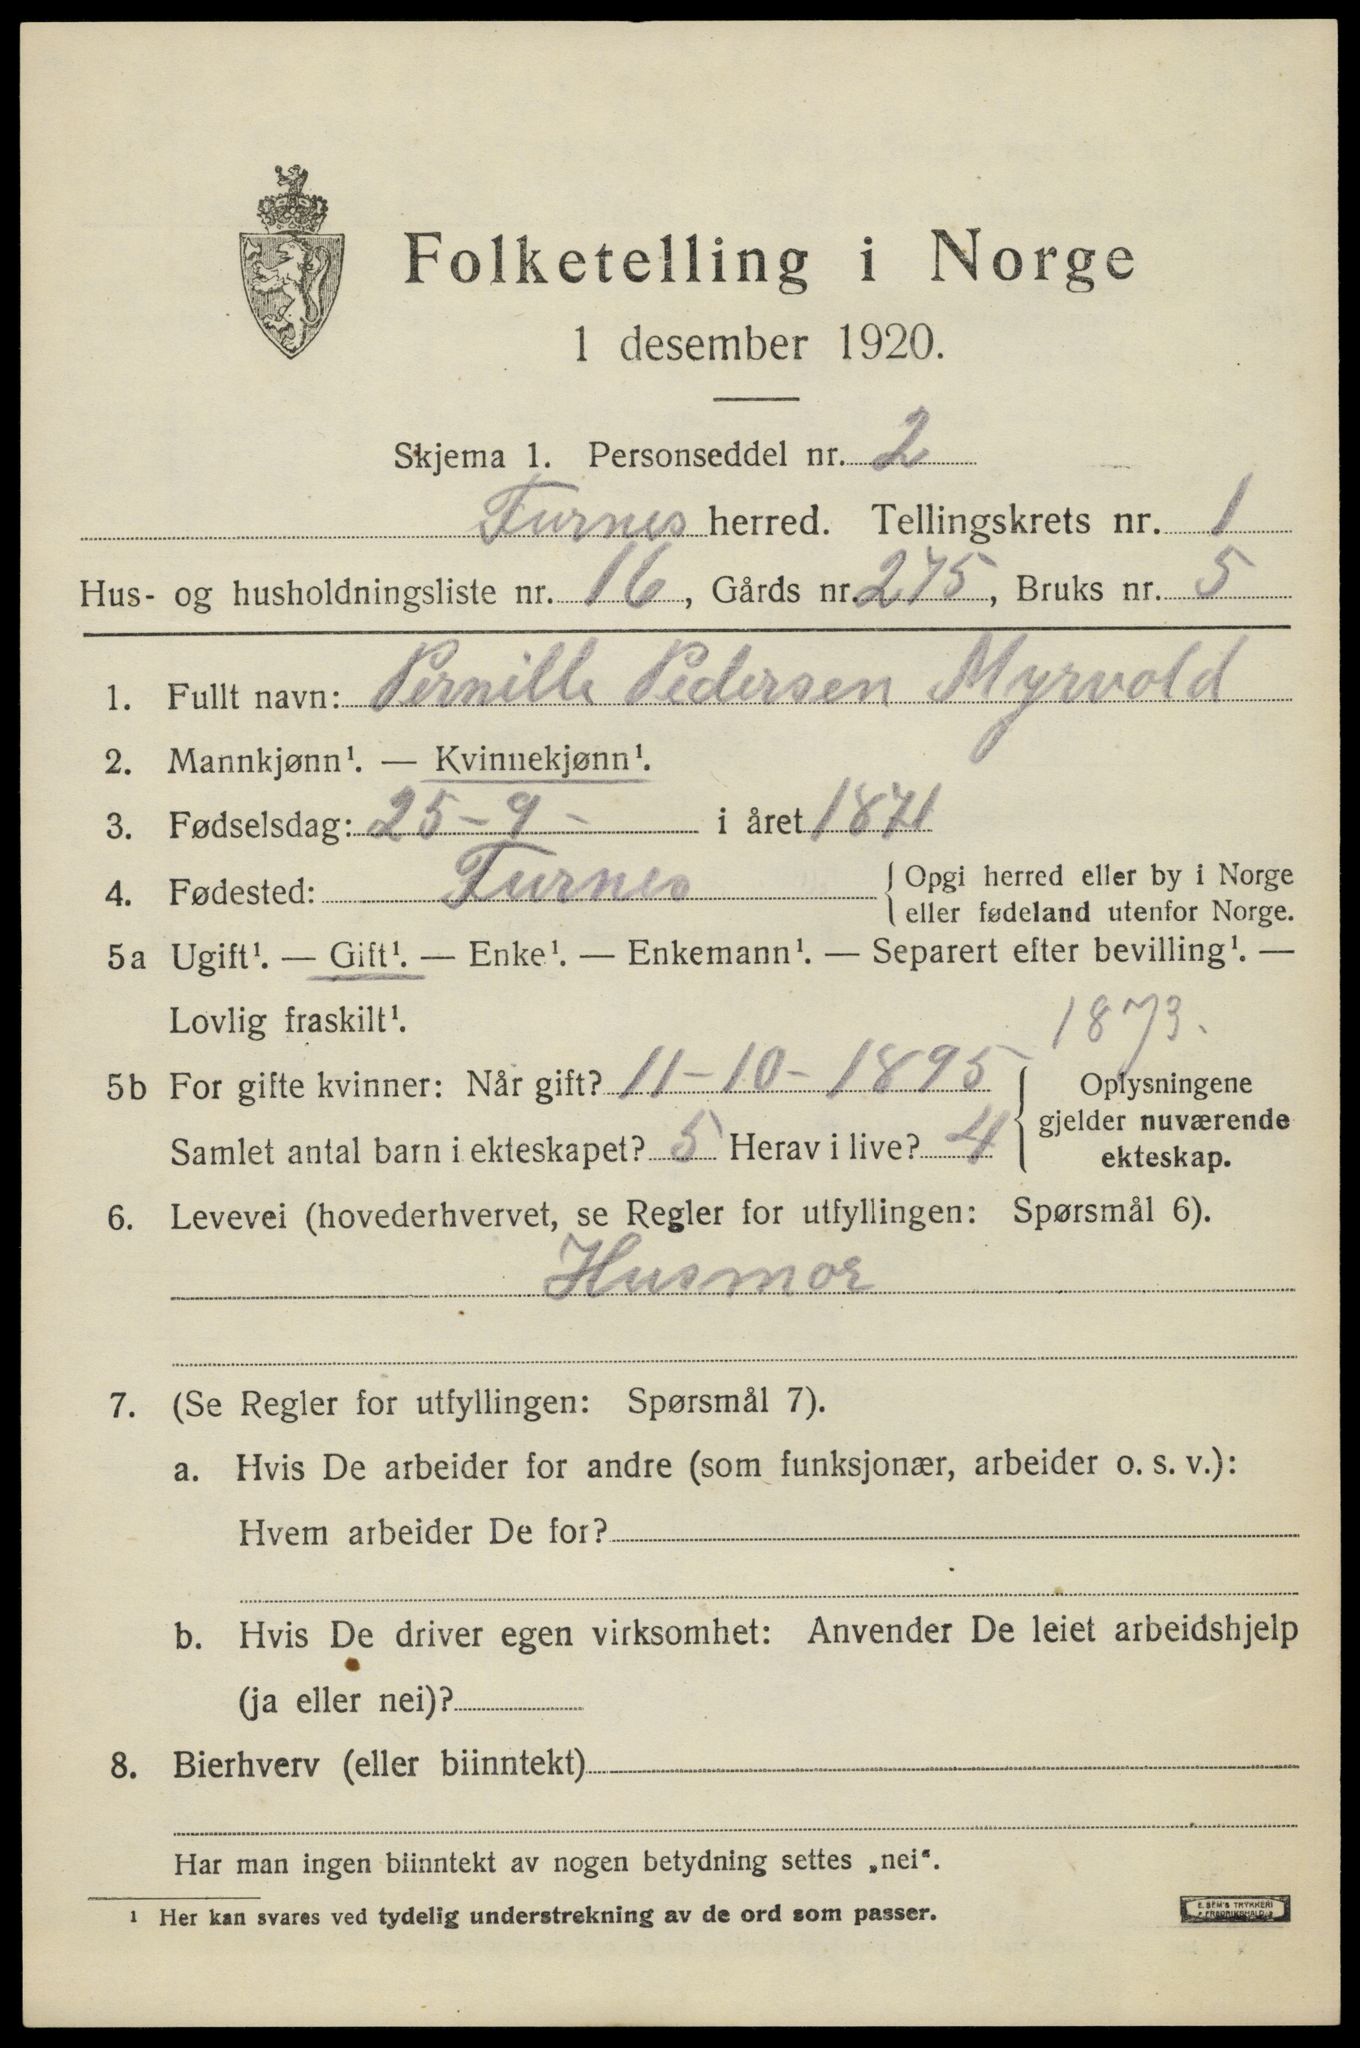 Folketelling i Norge
1 desember 1920.
Skjema 1. Personseddel nr. 2
Furnes herred. Tellingskrets nr. 1
Hus- og husholdningsliste nr. 16, Gårds nr. 275, Bruks nr. 5
1. Fullt navn: Pernille Pedersen Myrvold
2. Mannkjønn¹. — Kvinnekjønn¹.
3. Fødselsdag: 25-9- i året 1871
4. Fødested: Furnes { Opgi herred eller by i Norge
eller fødeland utenfor Norge.
5a Ugift¹. — Gift¹. — Enke¹. — Enkemann¹. — Separert efter bevilling¹. —
Lovlig fraskilt¹.
1873.
5b For gifte kvinner: Når gift? 11-10-1895 { Oplysningene
gjelder nuværende
Samlet antal barn i ekteskapet? 5 Herav i live? 4
ekteskap.
6. Levevei (hovederhvervet, se Regler for utfyllingen: Spørsmål 6).
Husmor
7. (Se Regler for utfyllingen: Spørsmål 7).
a. Hvis De arbeider for andre (som funksjonær, arbeider o. s. v.):
Hvem arbeider De for?
b. Hvis De driver egen virksomhet: Anvender De leiet arbeidshjelp
(ja eller nei)?
8. Bierhverv (eller biinntekt)
Har man ingen biinntekt av nogen betydning settes „nei“.
¹ Her kan svares ved tydelig understrekning av de ord som passer.
E. SEM'S TRYKKERI
FREDRIKSHALD